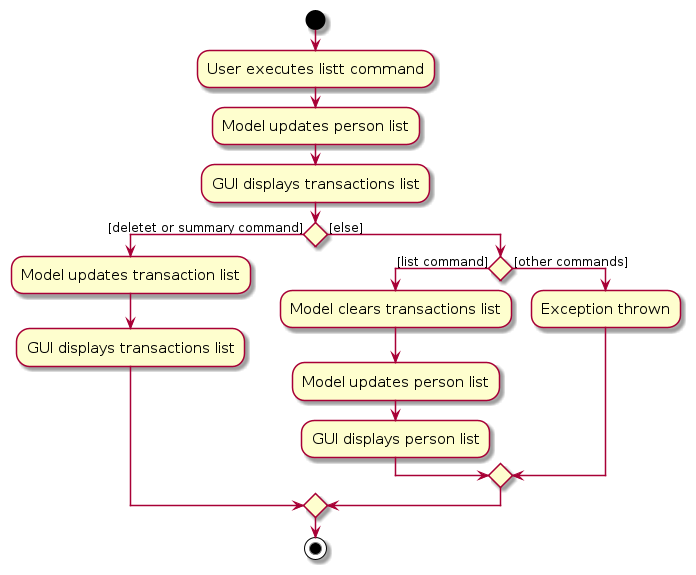 User executes listt command
Model updates person list
GUI displays transactions list
[deletet or summary command]
[else]
Model updates transaction list
GUI displays transactions list
[list command]
[other commands]
Model clears transactions list
Exception thrown
Model updates person list
GUI displays person list